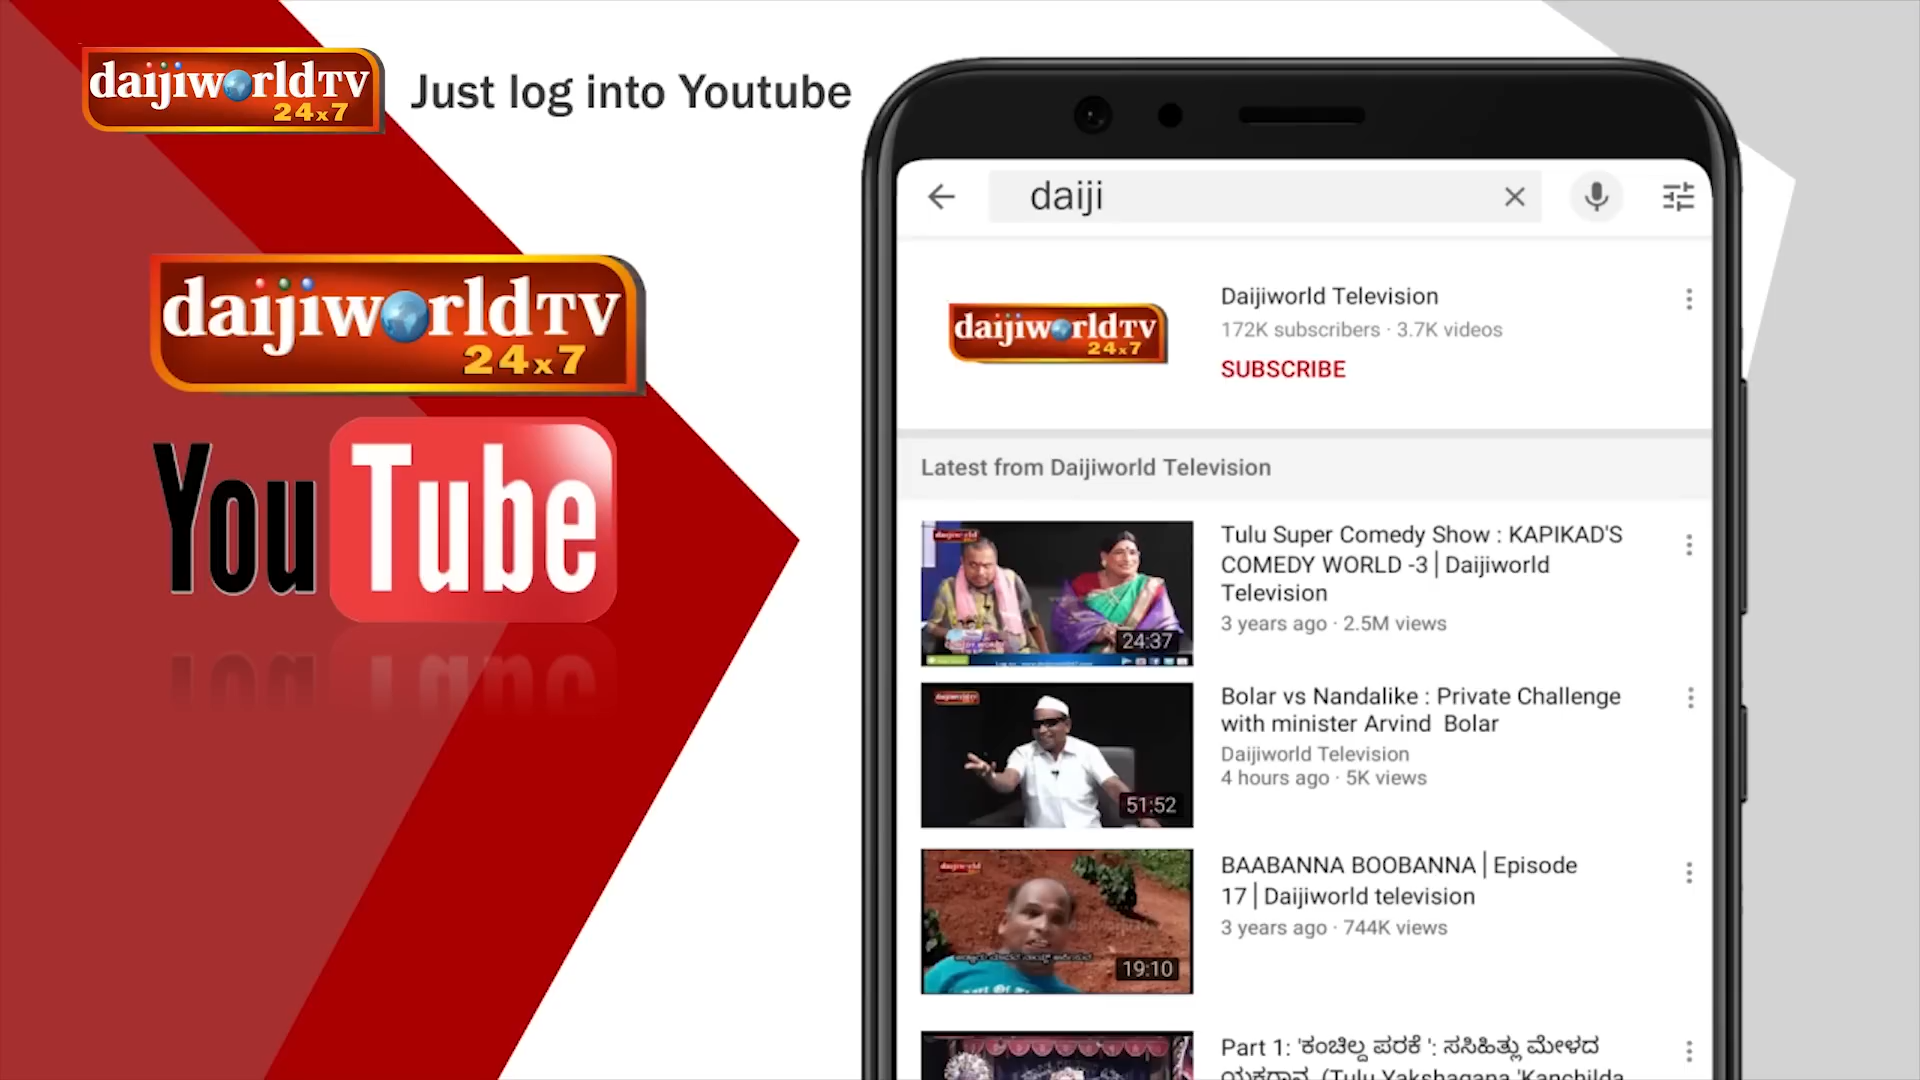 daijiworldTV
24x7
Just log into Youtube
daijiworldTV
24x7
YouTube
daiji
daijiworldTV
24x7
Daijiworld Television
172K subscribers · 3.7K videos
SUBSCRIBE
Latest from Daijiworld Television
24:37
Tulu Super Comedy Show : KAPIKAD'S
COMEDY WORLD -3 | Daijiworld
Television
3 years ago · 2.5M views
51:52
Bolar vs Nandalike : Private Challenge
with minister Arvind Bolar
Daijiworld Television
4 hours ago · 5K views
19:10
BAABANNA BOOBANNA | Episode
17 | Daijiworld television
3 years ago · 744K views
Part 1: 'ಕಂಚಿಲ್ದ ಪರಕೆ ': ಸಸಿಹಿತ್ಲು ಮೇಳದ
(Tulu Yakshagana 'Kanchilda